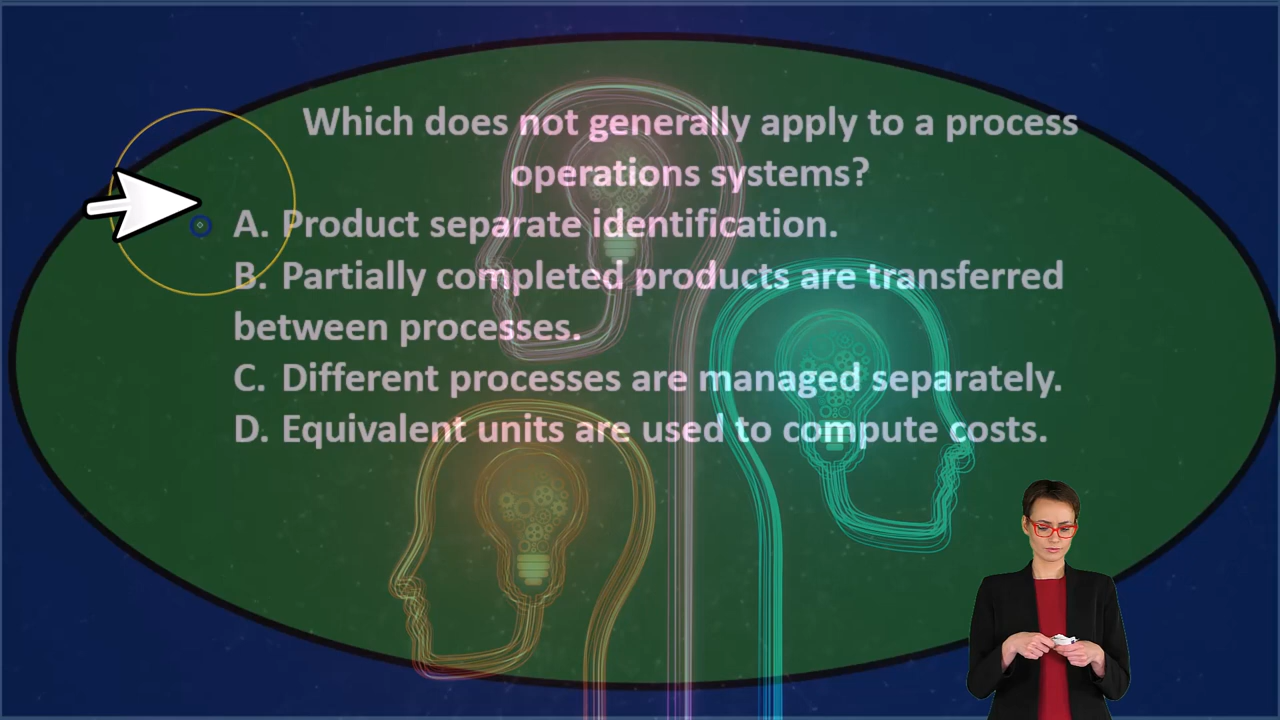 Which does not generally apply to a process
operations systems?
A. Product separate identification.
B. Partially completed products are transferred
between processes.
C. Different processes are managed separately.
D. Equivalent units are used to compute costs.